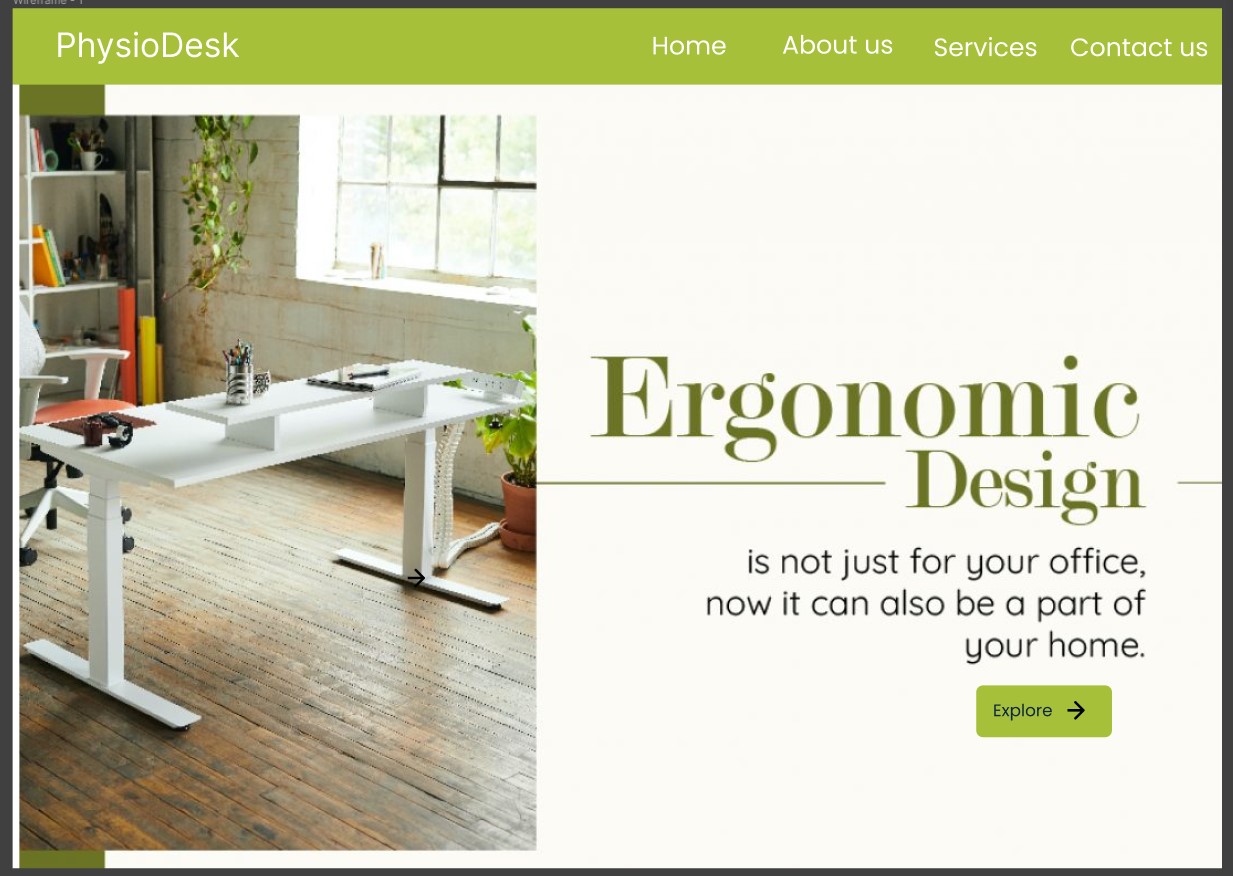 Wireframe - 1
PhysioDesk
Home About us Services Contact us
Ergonomic
Design
is not just for your office,
now it can also be a part of
your home.
Explore